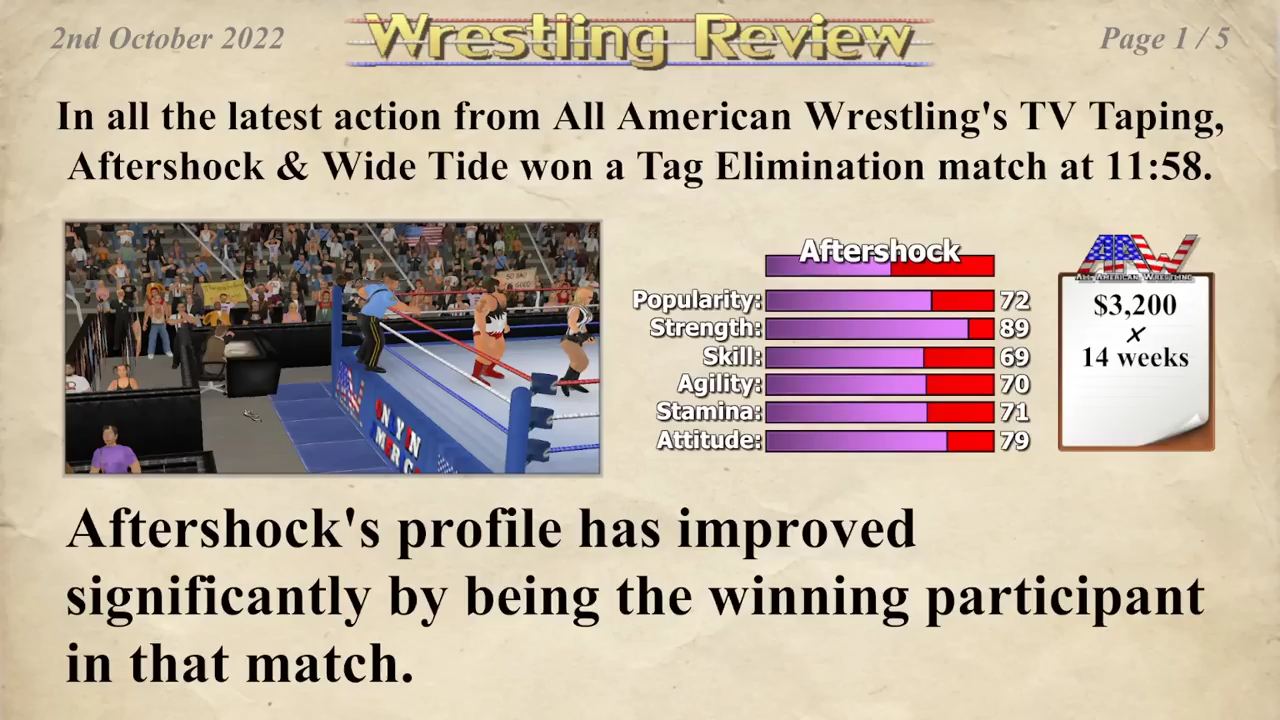 2nd October 2022
Wrestling Review
Page 1 / 5
In all the latest action from All American Wrestling's TV Taping,
Aftershock & Wide Tide won a Tag Elimination match at 11:58.
SO BAD
GOOD
Aftershock
Popularity: 72
Strength: 89
Skill: 69
Agility: 70
Stamina: 71
Attitude: 79
AAW
ALL AMERICAN WRESTLING
$3,200
×
14 weeks
Aftershock's profile has improved
significantly by being the winning participant
in that match.